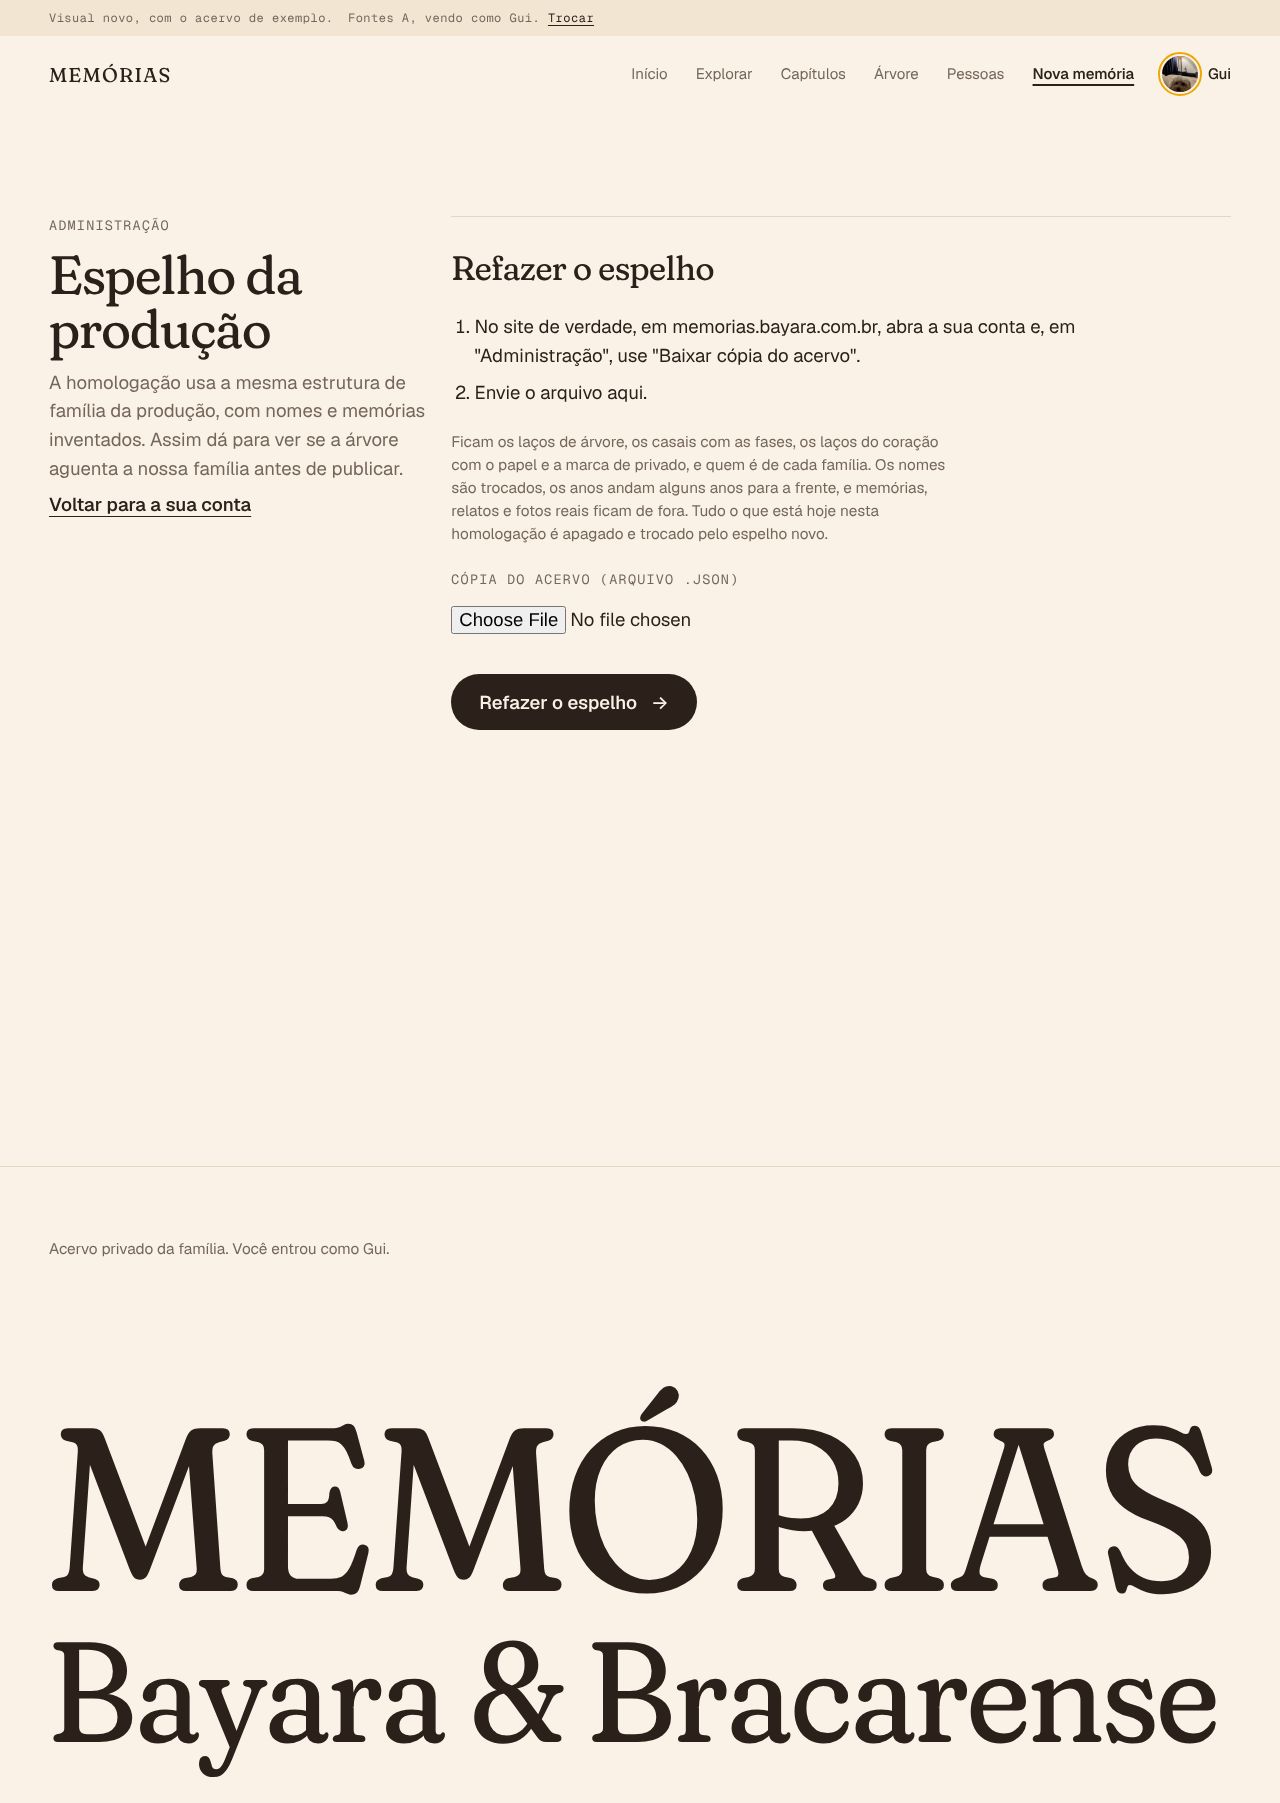 Visual novo, com o acervo de exemplo. Fontes A, vendo como Gui. Trocar
MEMÓRIAS
Início Explorar Capítulos Árvore Pessoas Nova memória Gui
ADMINISTRAÇÃO
Espelho da
produção
A homologação usa a mesma estrutura de
família da produção, com nomes e memórias
inventados. Assim dá para ver se a árvore
aguenta a nossa família antes de publicar.
Voltar para a sua conta
Refazer o espelho
1. No site de verdade, em memorias.bayara.com.br, abra a sua conta e, em
"Administração", use "Baixar cópia do acervo".
2. Envie o arquivo aqui.
Ficam os laços de árvore, os casais com as fases, os laços do coração
com o papel e a marca de privado, e quem é de cada família. Os nomes
são trocados, os anos andam alguns anos para a frente, e memórias,
relatos e fotos reais ficam de fora. Tudo o que está hoje nesta
homologação é apagado e trocado pelo espelho novo.
CÓPIA DO ACERVO (ARQUIVO .JSON)
Choose File No file chosen
Refazer o espelho →
Acervo privado da família. Você entrou como Gui.
MEMÓRIAS
Bayara & Bracarense